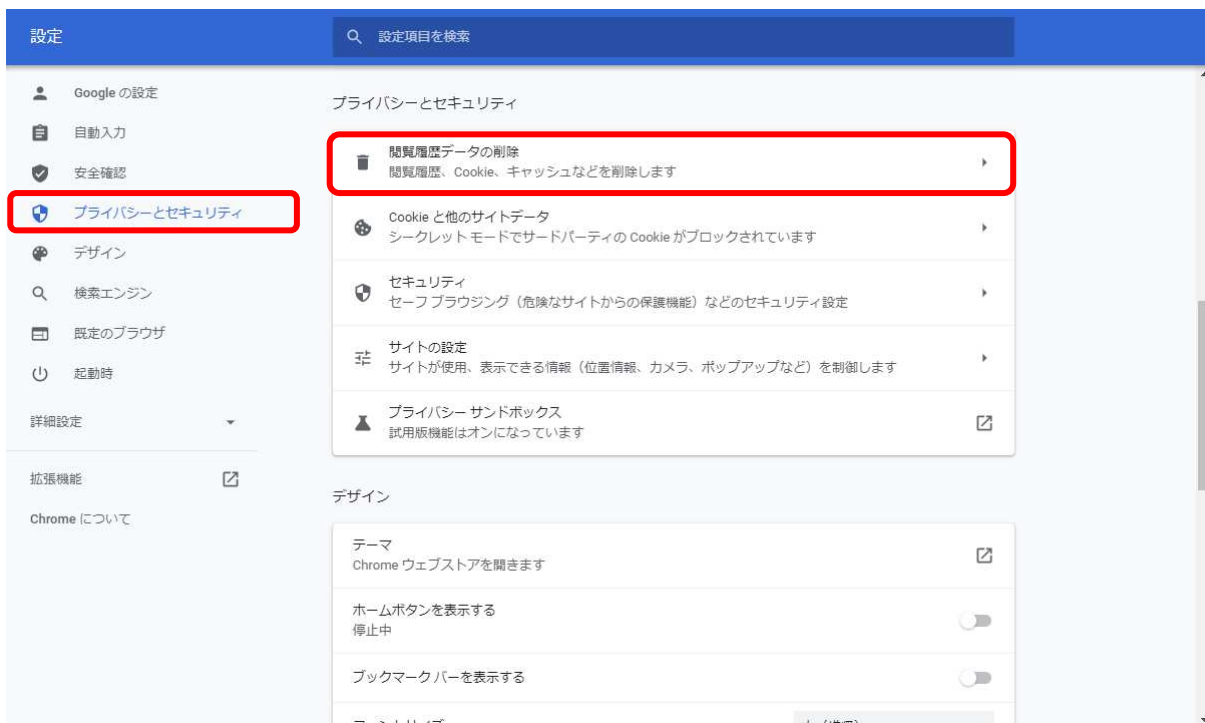 設定
設定項目を検索
Google の設定
自動入力
安全確認
プライバシーとセキュリティ
デザイン
検索エンジン
既定のブラウザ
起動時
詳細設定
拡張機能
Chrome について
プライバシーとセキュリティ
閲覧履歴データの削除
閲覧履歴、Cookie、キャッシュなどを削除します
Cookie と他のサイトデータ
シークレット モードでサードパーティの Cookie がブロックされています
セキュリティ
セーフ ブラウジング（危険なサイトからの保護機能）などのセキュリティ設定
サイトの設定
サイトが使用、表示できる情報（位置情報、カメラ、ポップアップなど）を制御します
プライバシー サンドボックス
試用版機能はオンになっています
デザイン
テーマ
Chrome ウェブストアを開きます
ホームボタンを表示する
停止中
ブックマーク バーを表示する